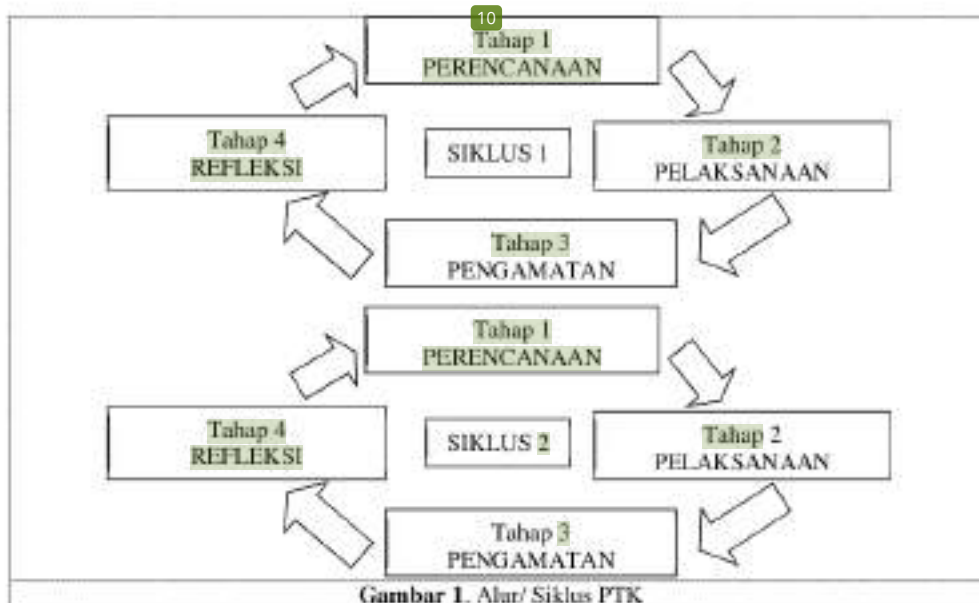 10
Tahap 1
PERENCANAAN
Tahap 4
REFLEKSI
SIKLUS 1
Tahap 2
PELAKSANAAN
Tahap 3
PENGAMATAN
Tahap 1
PERENCANAAN
Tahap 4
REFLEKSI
SIKLUS 2
Tahap 2
PELAKSANAAN
Tahap 3
PENGAMATAN
Gambar 1. Alur/ Siklus PTK